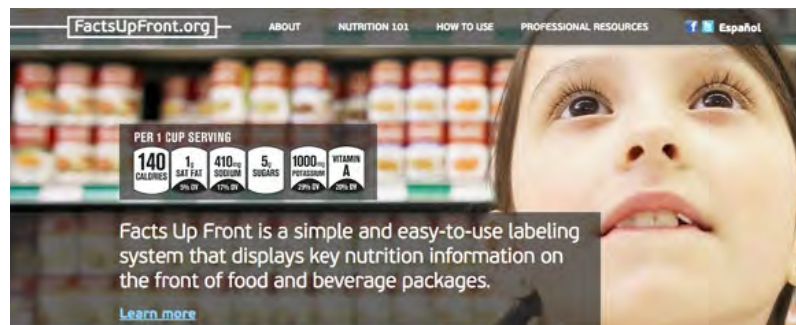 FactsUpFront.org
ABOUT
NUTRITION 101
HOW TO USE
PROFESSIONAL RESOURCES
Español
PER 1 CUP SERVING
140 CALORIES
1g SAT FAT 5% DV
410mg SODIUM 17% DV
5g SUGARS
1000mg POTASSIUM 29% DV
VITAMIN A 20% DV
Facts Up Front is a simple and easy-to-use labeling
system that displays key nutrition information on
the front of food and beverage packages.
Learn more